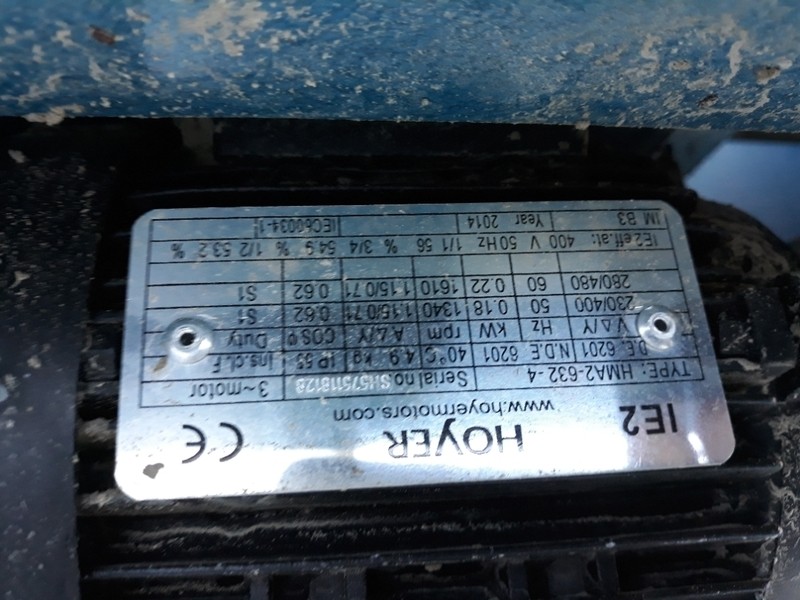 IE2 HOYER CE
www.hoyermotors.com
TYPE: HMA2-632-4 Serial no. 3~motor
D.E. 6201 N.D.E 6201 40°C 4.9 kg IP 55 Ins.cl.F
V Δ/Y Hz kW rpm A Δ/Y COS φ Duty
230/400 50 0.18 1340 1.15/0.71 0.62 S1
280/480 60 0.22 1610 1.15/0.71 0.62 S1
IE2 eff.at: 400 V 50Hz 1/1 56 % 3/4 54.9 % 1/2 53.2 %
IM B3 Year 2014 IEC60034-1